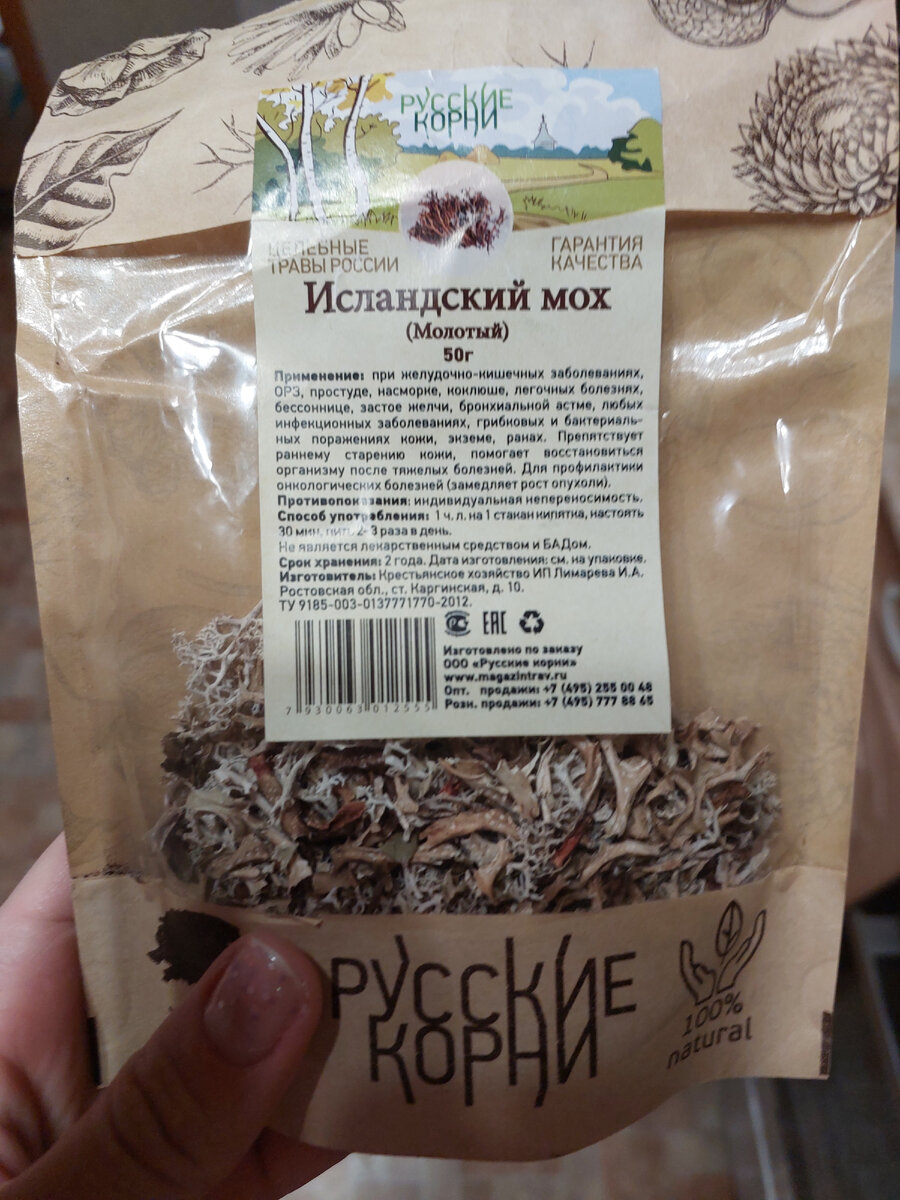 РУССКИЕ
КОРНИ
ЦЕЛЕБНЫЕ
ТРАВЫ РОССИИ
ГАРАНТИЯ
КАЧЕСТВА
Исландский мох
(Молотый)
50г
Применение: при желудочно-кишечных заболеваниях,
ОРЗ, простуде, насморке, коклюше, легочных болезнях,
бессоннице, застое желчи, бронхиальной астме, любых
инфекционных заболеваниях, грибковых и бактериаль-
ных поражениях кожи, экземе, ранах. Препятствует
раннему старению кожи, помогает восстановиться
организму после тяжелых болезней. Для профилактики
онкологических болезней (замедляет рост опухоли).
Противопоказания: индивидуальная непереносимость.
Способ употребления: 1 ч. л. на 1 стакан кипятка, настоять
30 мин, пить 2-3 раза в день.
Не является лекарственным средством и БАДом.
Срок хранения: 2 года. Дата изготовления: см. на упаковке.
Изготовитель: Крестьянское хозяйство ИП Лимарева И.А.
Ростовская обл., ст. Каргинская, д. 10.
ТУ 9185-003-0137771770-2012.
РСТ EAC
Изготовлено по заказу
ООО «Русские корни»
www.magazintrav.ru
Опт. продажи: +7 (495) 255 00 48
Розн. продажи: +7 (495) 777 88 65
7 930063 012555
РУССКИЕ
КОРНИ
100%
natural